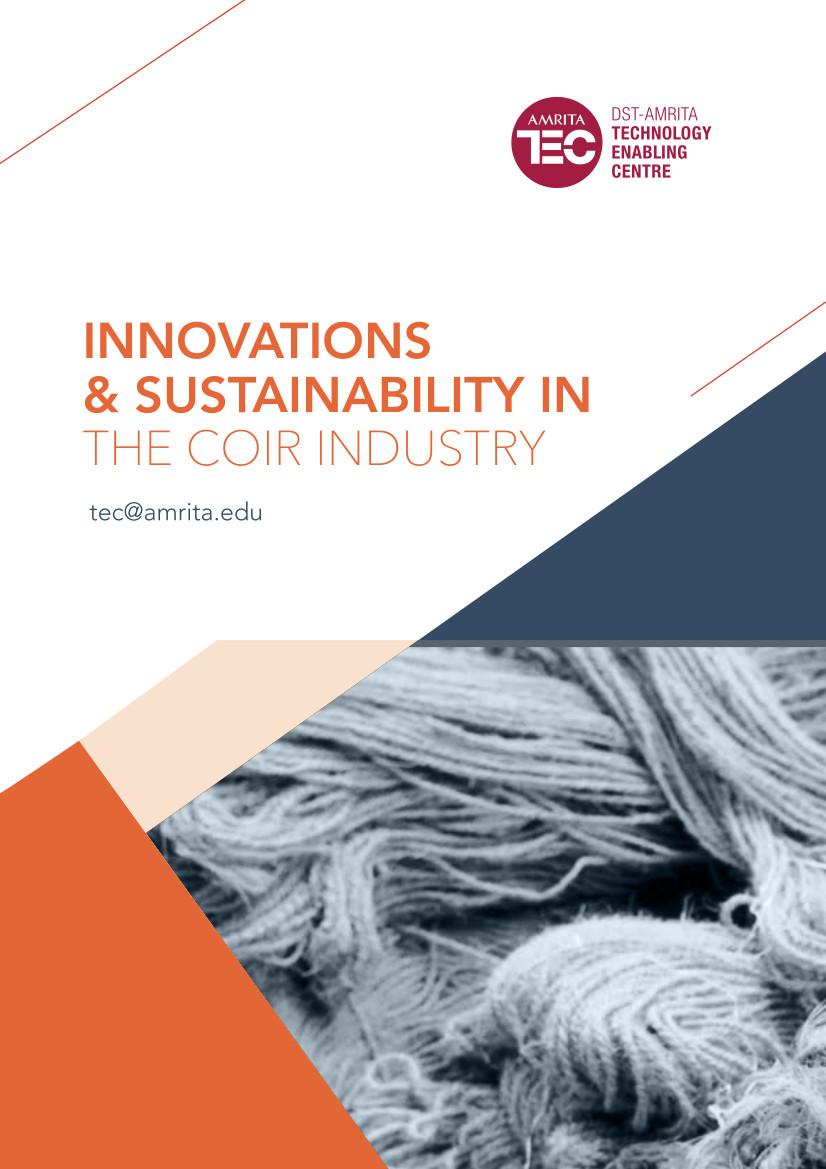 AMRITA
TEC
DST-AMRITA
TECHNOLOGY
ENABLING
CENTRE
INNOVATIONS
& SUSTAINABILITY IN
THE COIR INDUSTRY
tec@amrita.edu